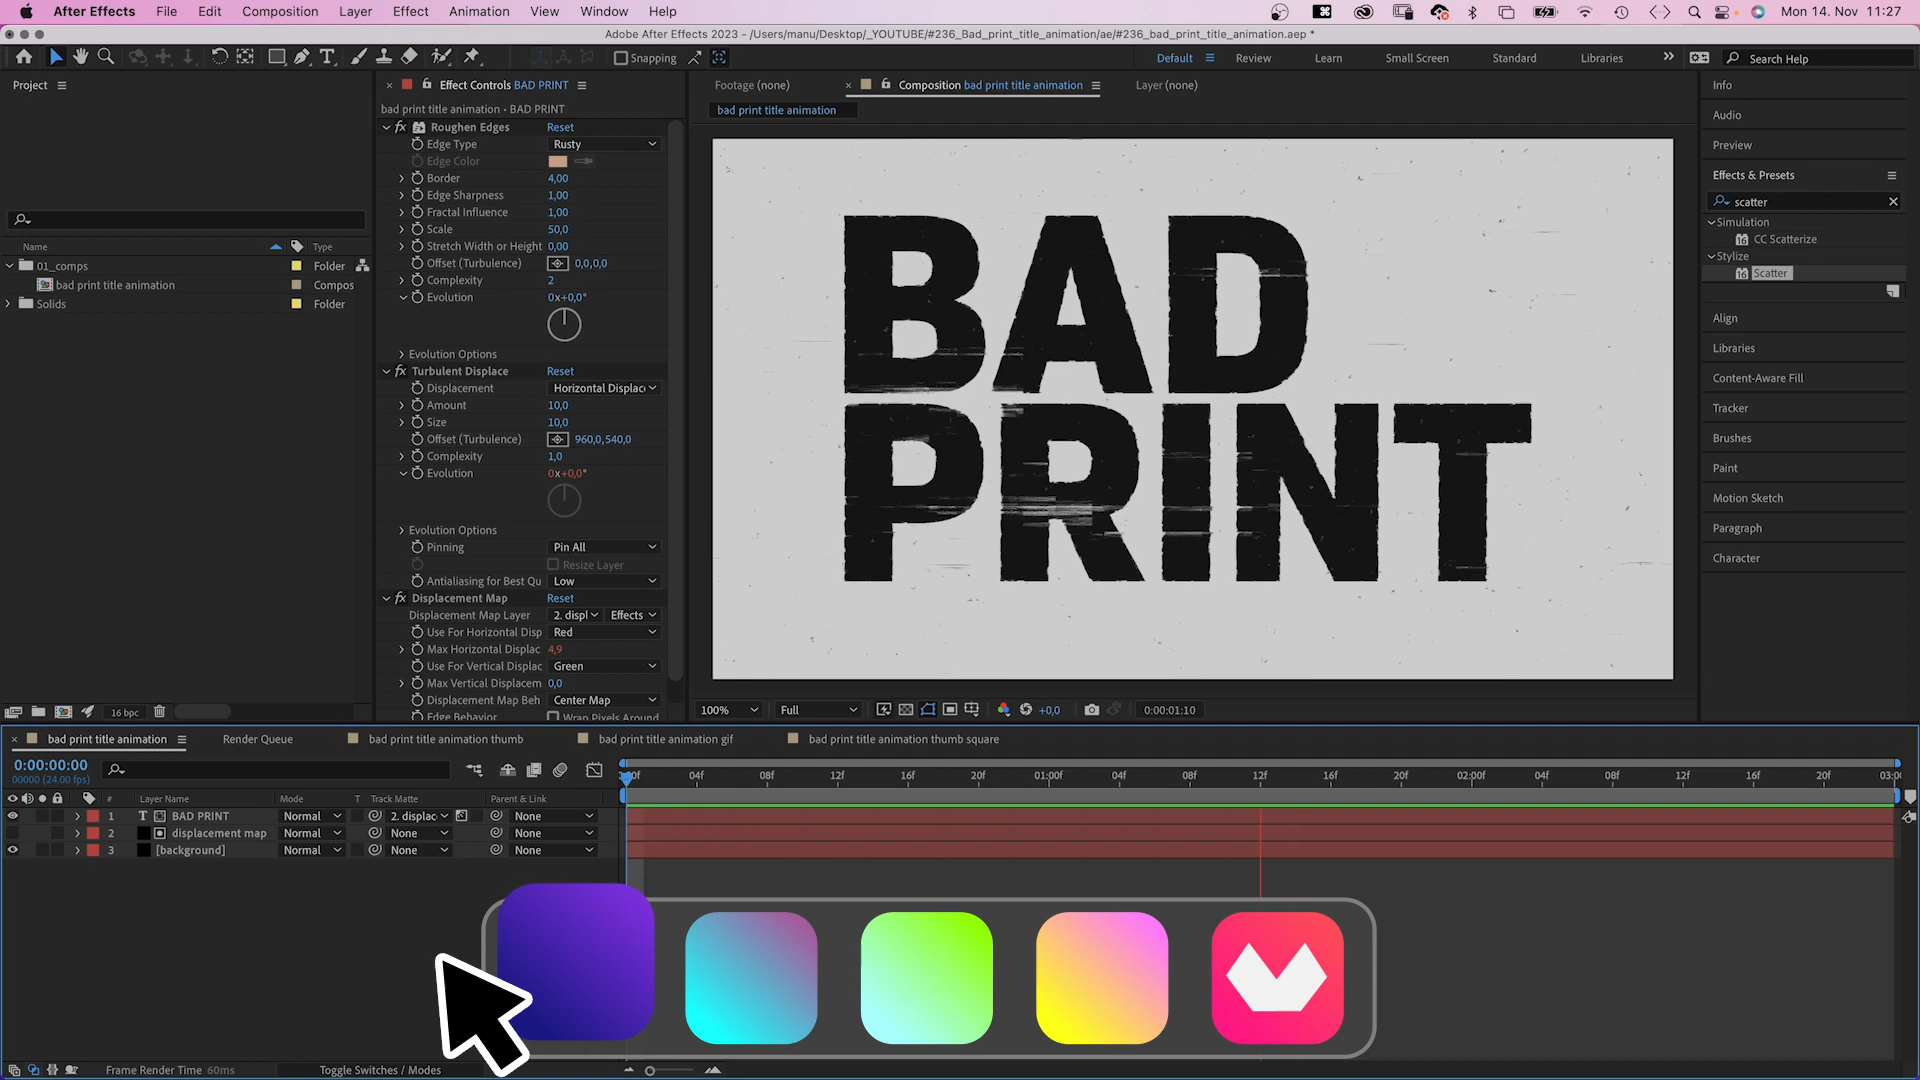 After Effects File Edit Composition Layer Effect Animation View Window Help Mon 14. Nov 11:27
Adobe After Effects 2023 - /Users/manu/Desktop/_YOUTUBE/#236_Bad_print_title_animation/ae/#236_bad_print_title_animation.aep *
Snapping Default Review Learn Small Screen Standard Libraries Search Help
Project
Name Type
01_comps Folder
bad print title animation Compos
Solids Folder
16 bpc
Effect Controls BAD PRINT
bad print title animation • BAD PRINT
fx Roughen Edges Reset
Edge Type Rusty
Edge Color
Border 4,00
Edge Sharpness 1,00
Fractal Influence 1,00
Scale 50,0
Stretch Width or Height 0,00
Offset (Turbulence) 0,0,0,0
Complexity 2
Evolution 0x+0,0°
Evolution Options
fx Turbulent Displace Reset
Displacement Horizontal Displac
Amount 10,0
Size 10,0
Offset (Turbulence) 960,0,540,0
Complexity 1,0
Evolution 0x+0,0°
Evolution Options
Pinning Pin All
Resize Layer
Antialiasing for Best Qu Low
fx Displacement Map Reset
Displacement Map Layer 2. displ Effects
Use For Horizontal Disp Red
Max Horizontal Displac 4,9
Use For Vertical Displac Green
Max Vertical Displacem 0,0
Displacement Map Beh Center Map
Edge Behavior Wrap Pixels Around
Footage (none) Composition bad print title animation Layer (none)
bad print title animation
BAD
PRINT
100% Full +0,0 0:00:01:10
Info
Audio
Preview
Effects & Presets
scatter
Simulation
16 CC Scatterize
Stylize
16 Scatter
Align
Libraries
Content-Aware Fill
Tracker
Brushes
Paint
Motion Sketch
Paragraph
Character
bad print title animation Render Queue bad print title animation thumb bad print title animation gif bad print title animation thumb square
0:00:00:00
00000 (24.00 fps)
04f 08f 12f 16f 20f 01:00f 04f 08f 12f 16f 20f 02:00f 04f 08f 12f 16f 20f
# Layer Name Mode T Track Matte Parent & Link
1 T BAD PRINT Normal 2. displac None
2 displacement map Normal None None
3 [background] Normal None None
Frame Render Time 60ms Toggle Switches / Modes